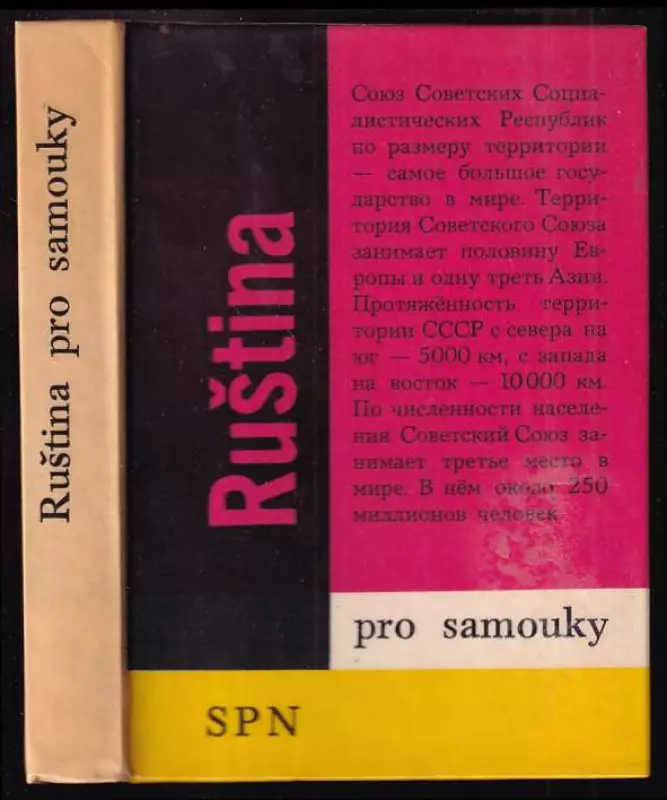 Ruština pro samouky
Ruština
Союз Советских Социа-
листических Республик
по размеру территории
— самое большое госу-
дарство в мире. Терри-
тория Советского Союза
занимает половину Ев-
ропы и одну треть Азии.
Протяжённость терри-
тории СССР с севера на
юг — 5000 км, с запада
на восток — 10 000 км.
По численности населе-
ния Советский Союз за-
нимает третье место в
мире. В нём около 250
миллионов человек
pro samouky
SPN